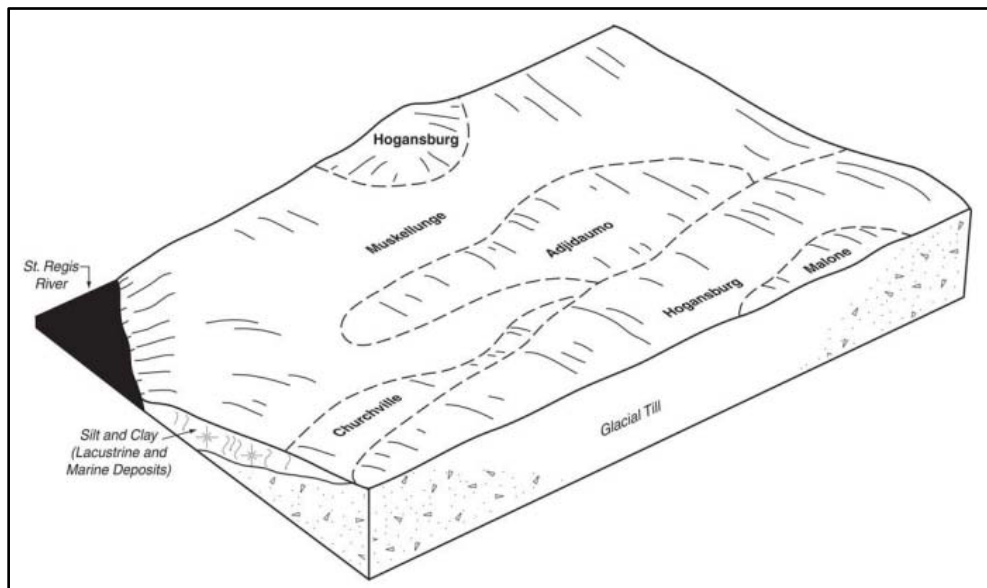 Hogansburg
Muskellunge
Adjidaumo
St. Regis
River
Malone
Hogansburg
Churchville
Glacial Till
Silt and Clay
(Lacustrine and
Marine Deposits)